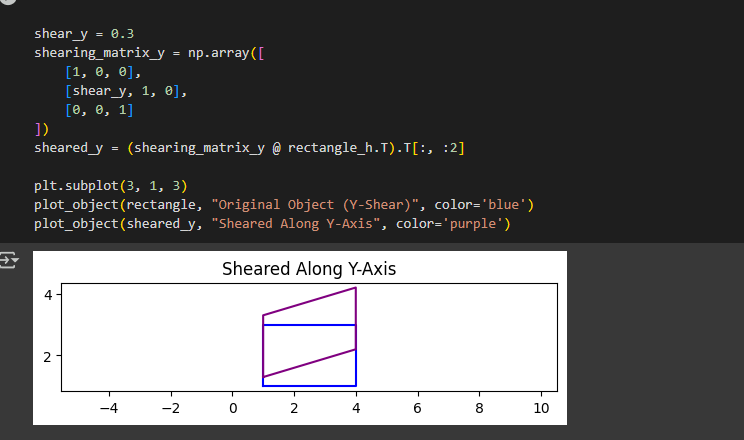 shear_y = 0.3
shearing_matrix_y = np.array([
    [1, 0, 0],
    [shear_y, 1, 0],
    [0, 0, 1]
])
sheared_y = (shearing_matrix_y @ rectangle_h.T).T[:, :2]
plt.subplot(3, 1, 3)
plot_object(rectangle, "Original Object (Y-Shear)", color='blue')
plot_object(sheared_y, "Sheared Along Y-Axis", color='purple')
Sheared Along Y-Axis
4
2
−4 −2 0 2 4 6 8 10